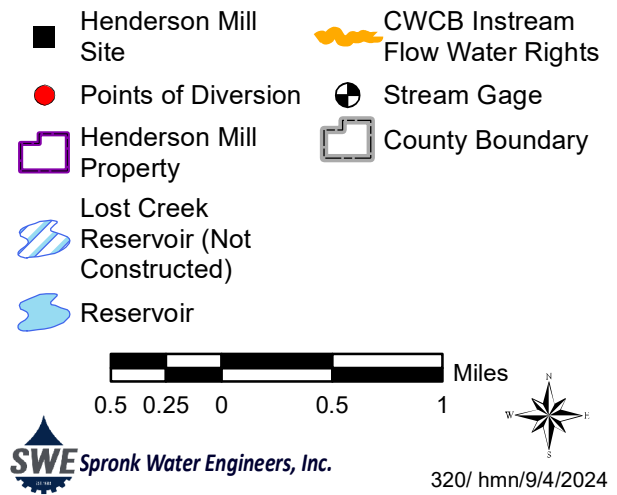 Henderson Mill
Site
Points of Diversion
Henderson Mill
Property
Lost Creek
Reservoir (Not
Constructed)
Reservoir
CWCB Instream
Flow Water Rights
Stream Gage
County Boundary
Miles
0.5 0.25 0 0.5 1
N
W E
S
SWE Spronk Water Engineers, Inc.
320/ hmn/9/4/2024